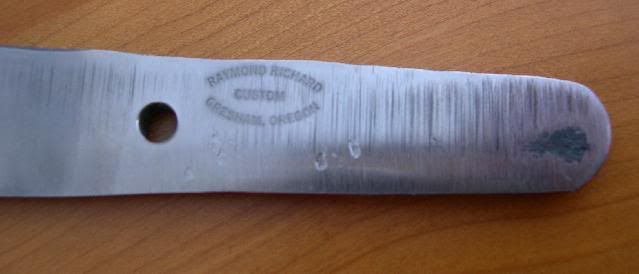 RAYMOND RICHARD
CUSTOM
GRESHAM, OREGON